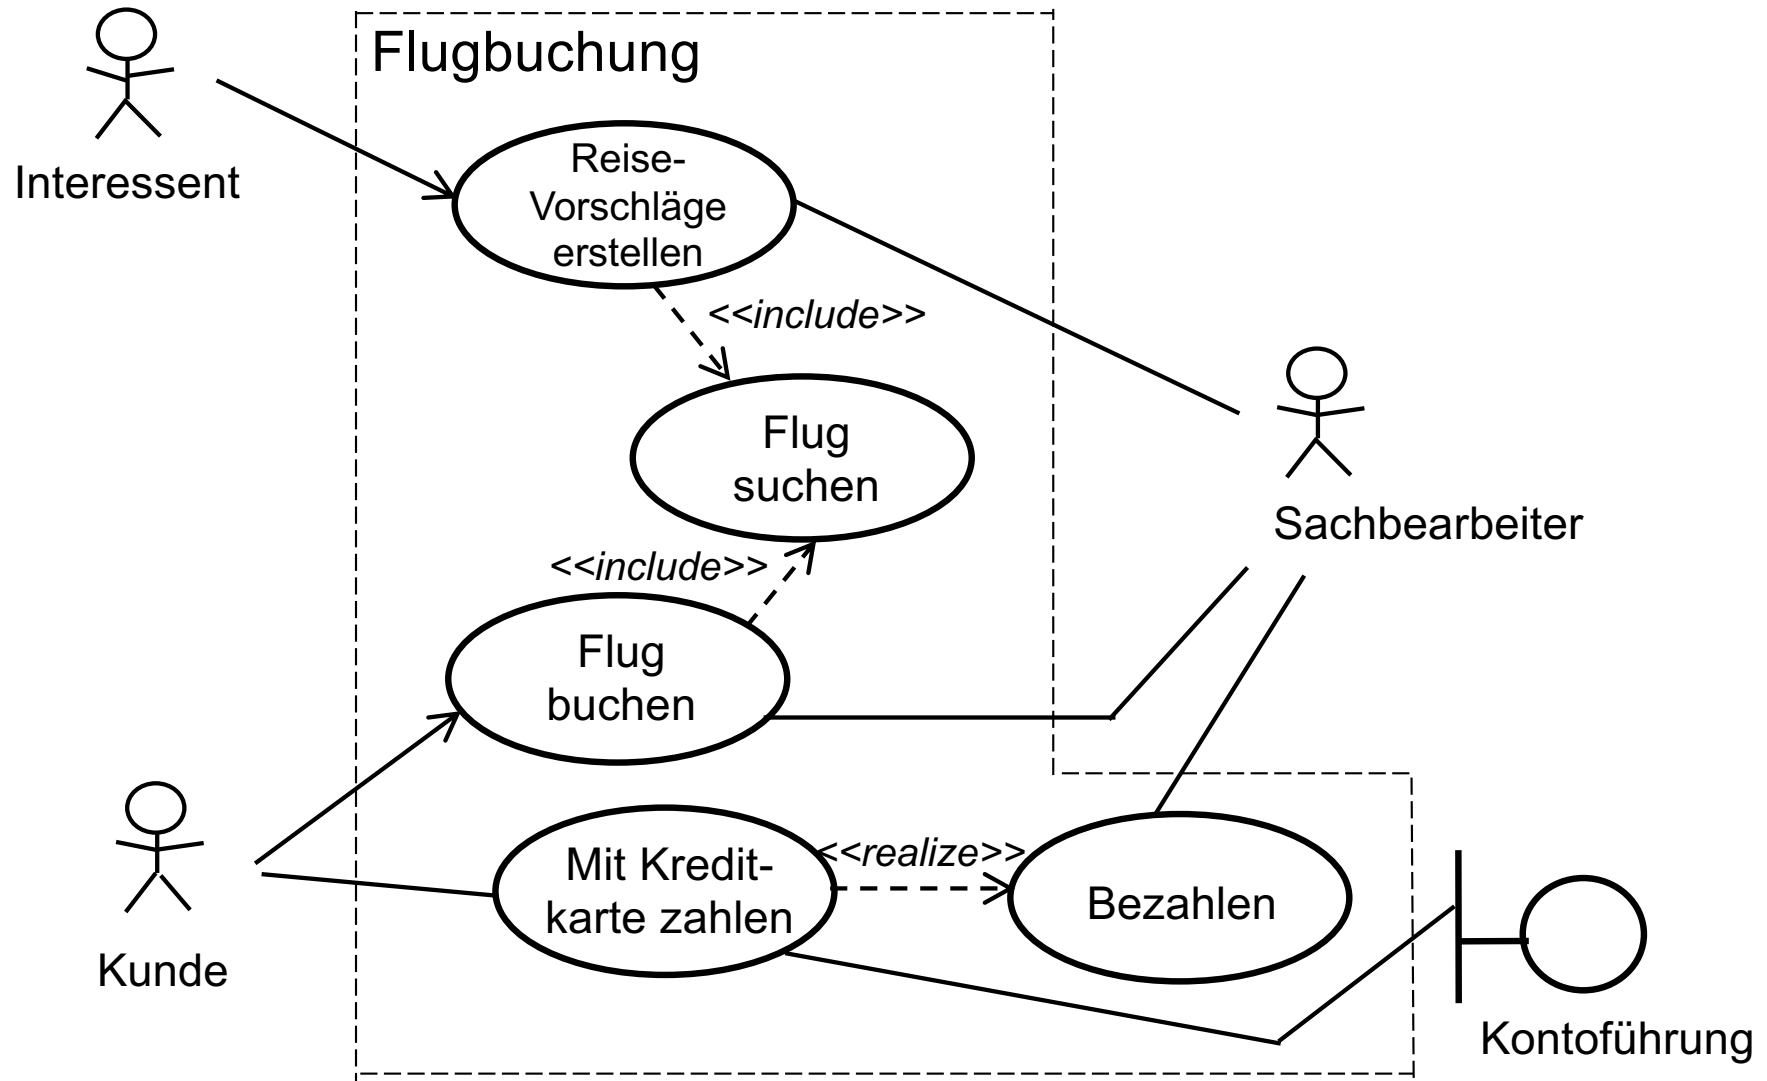 Flugbuchung
Interessent
Reise-
Vorschläge
erstellen
<<include>>
Flug
suchen
Sachbearbeiter
<<include>>
Flug
buchen
Mit Kredit-
karte zahlen
<<realize>>
Bezahlen
Kunde
Kontoführung